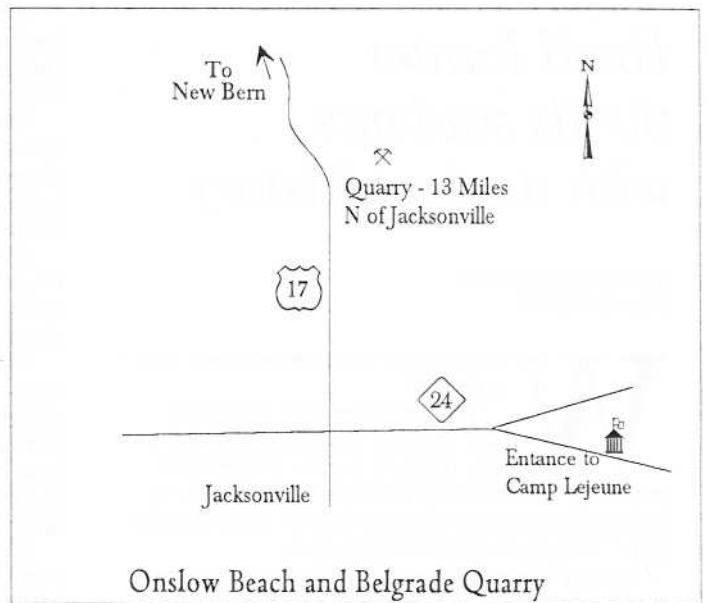 To
New Bern
N
Quarry - 13 Miles
N of Jacksonville
17
24
Entance to
Camp Lejeune
Jacksonville
Onslow Beach and Belgrade Quarry